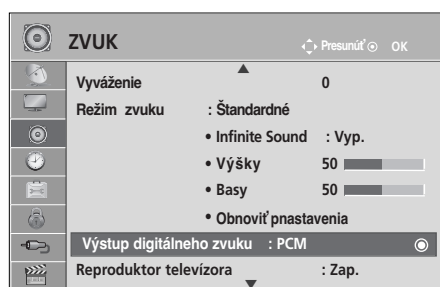 ZVUK Presunúť OK
Vyváženie 0
Režim zvuku : Štandardné
• Infinite Sound : Vyp.
• Výšky 50
• Basy 50
• Obnoviť pnastavenia
Výstup digitálneho zvuku : PCM
Reproduktor televízora : Zap.